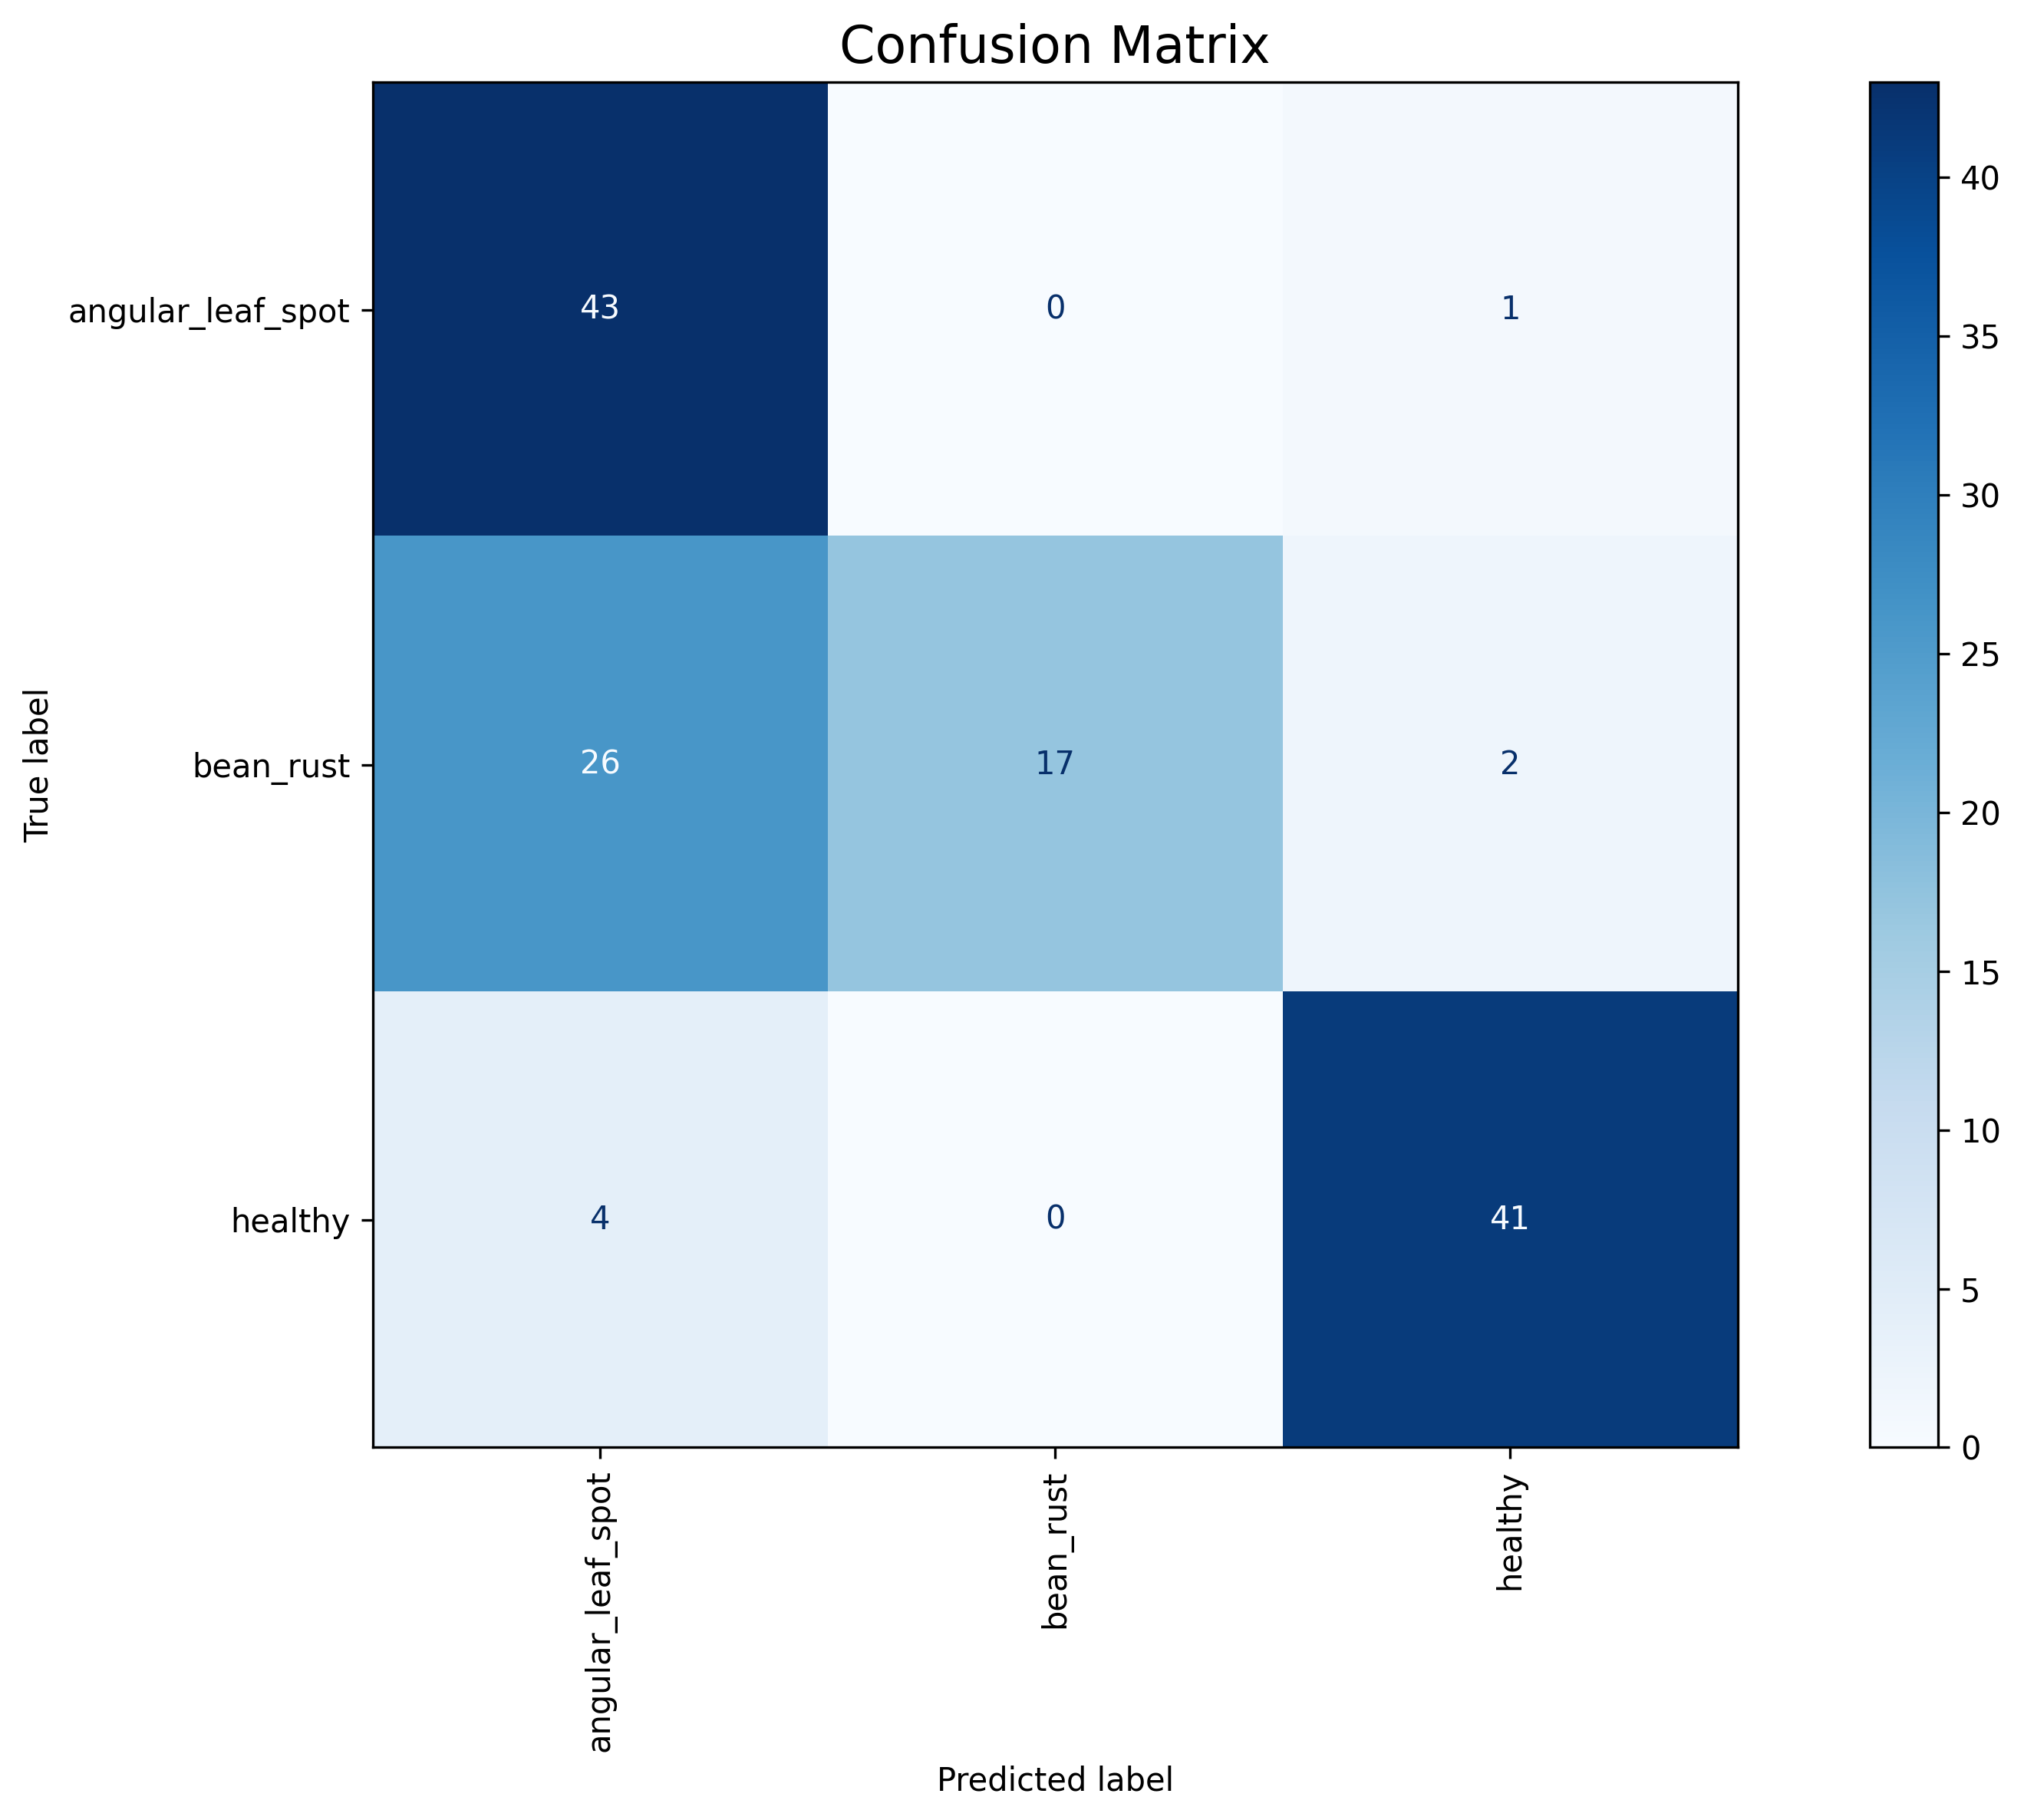 Confusion Matrix
angular_leaf_spot
bean_rust
healthy
True label
43 0 1
26 17 2
4 0 41
angular_leaf_spot
bean_rust
healthy
Predicted label
40
35
30
25
20
15
10
5
0